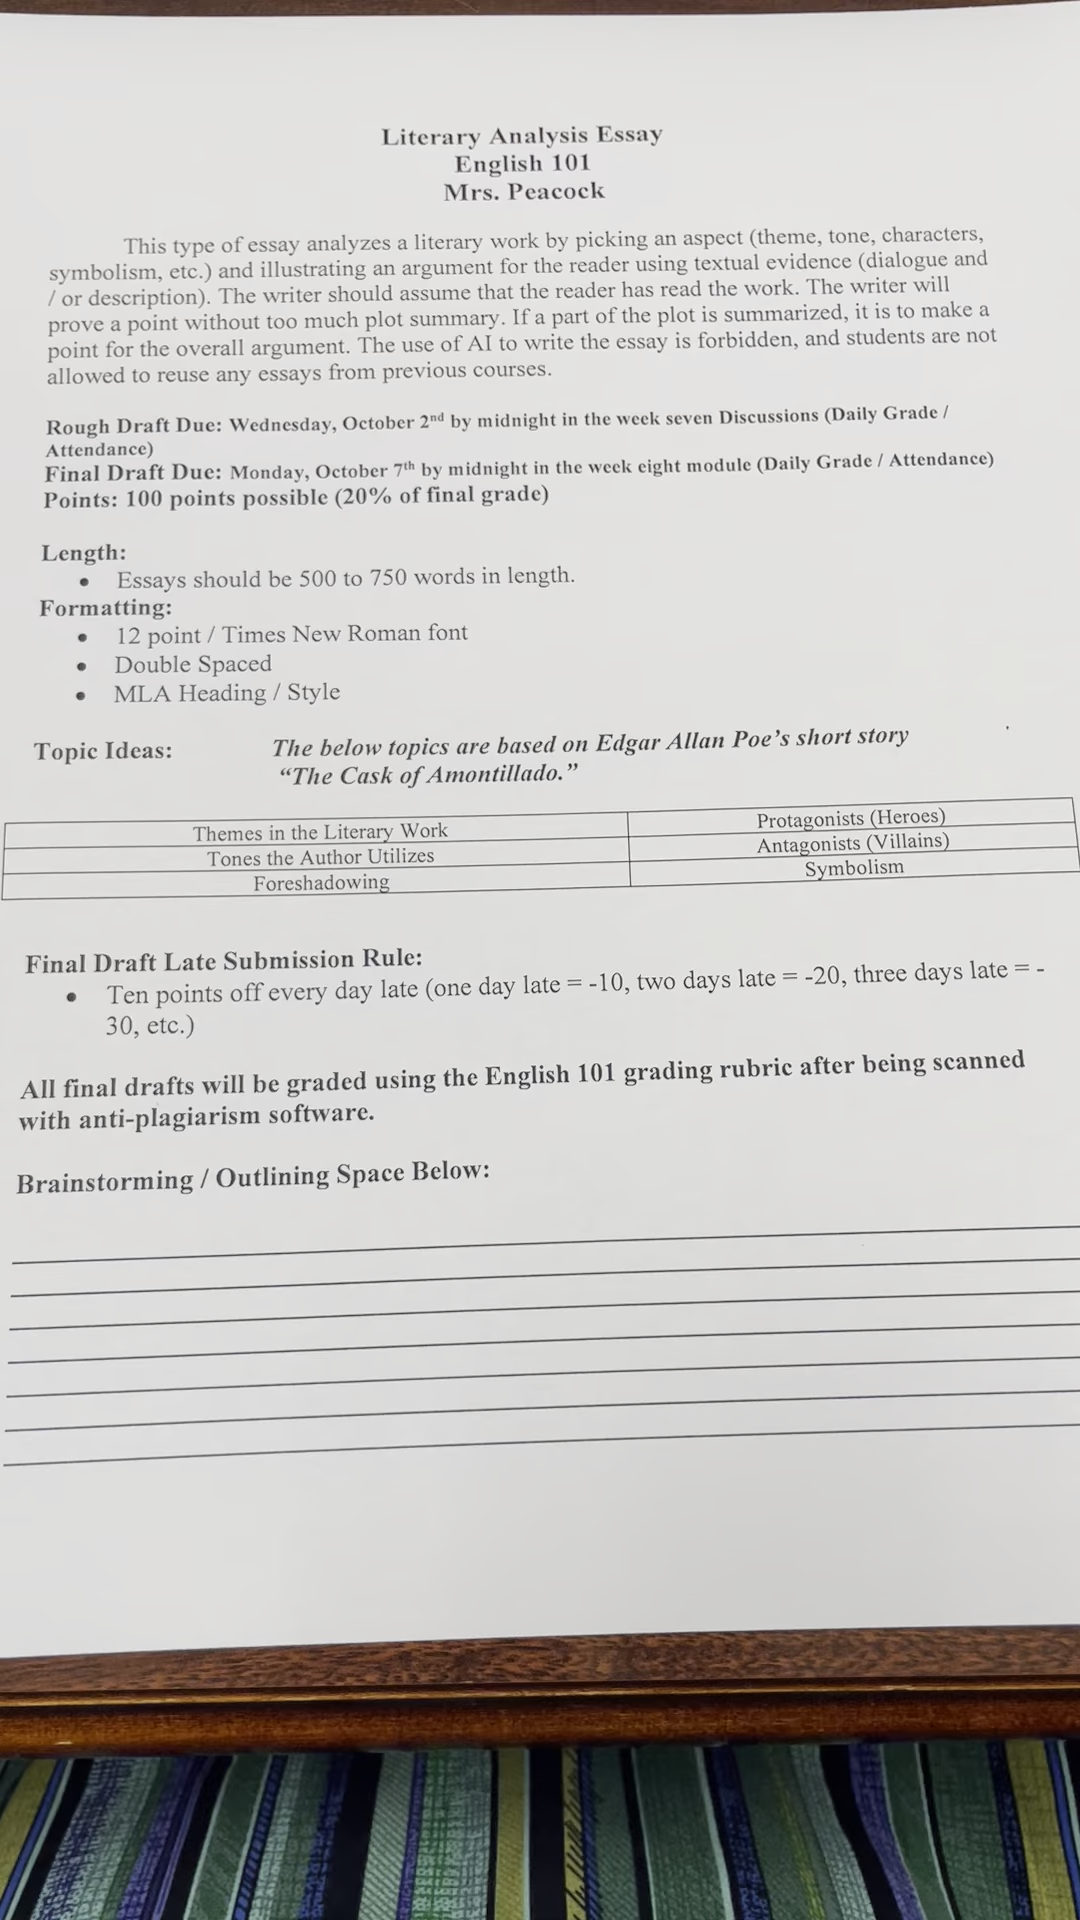 Literary Analysis Essay
English 101
Mrs. Peacock
This type of essay analyzes a literary work by picking an aspect (theme, tone, characters,
symbolism, etc.) and illustrating an argument for the reader using textual evidence (dialogue and
/ or description). The writer should assume that the reader has read the work. The writer will
prove a point without too much plot summary. If a part of the plot is summarized, it is to make a
point for the overall argument. The use of AI to write the essay is forbidden, and students are not
allowed to reuse any essays from previous courses.
Rough Draft Due: Wednesday, October 2nd by midnight in the week seven Discussions (Daily Grade /
Attendance)
Final Draft Due: Monday, October 7th by midnight in the week eight module (Daily Grade / Attendance)
Points: 100 points possible (20% of final grade)
Length:
• Essays should be 500 to 750 words in length.
Formatting:
• 12 point / Times New Roman font
• Double Spaced
• MLA Heading / Style
Topic Ideas: The below topics are based on Edgar Allan Poe's short story
"The Cask of Amontillado."
Themes in the Literary Work Protagonists (Heroes)
Tones the Author Utilizes Antagonists (Villains)
Foreshadowing Symbolism
Final Draft Late Submission Rule:
• Ten points off every day late (one day late = -10, two days late = -20, three days late = -
30, etc.)
All final drafts will be graded using the English 101 grading rubric after being scanned
with anti-plagiarism software.
Brainstorming / Outlining Space Below: